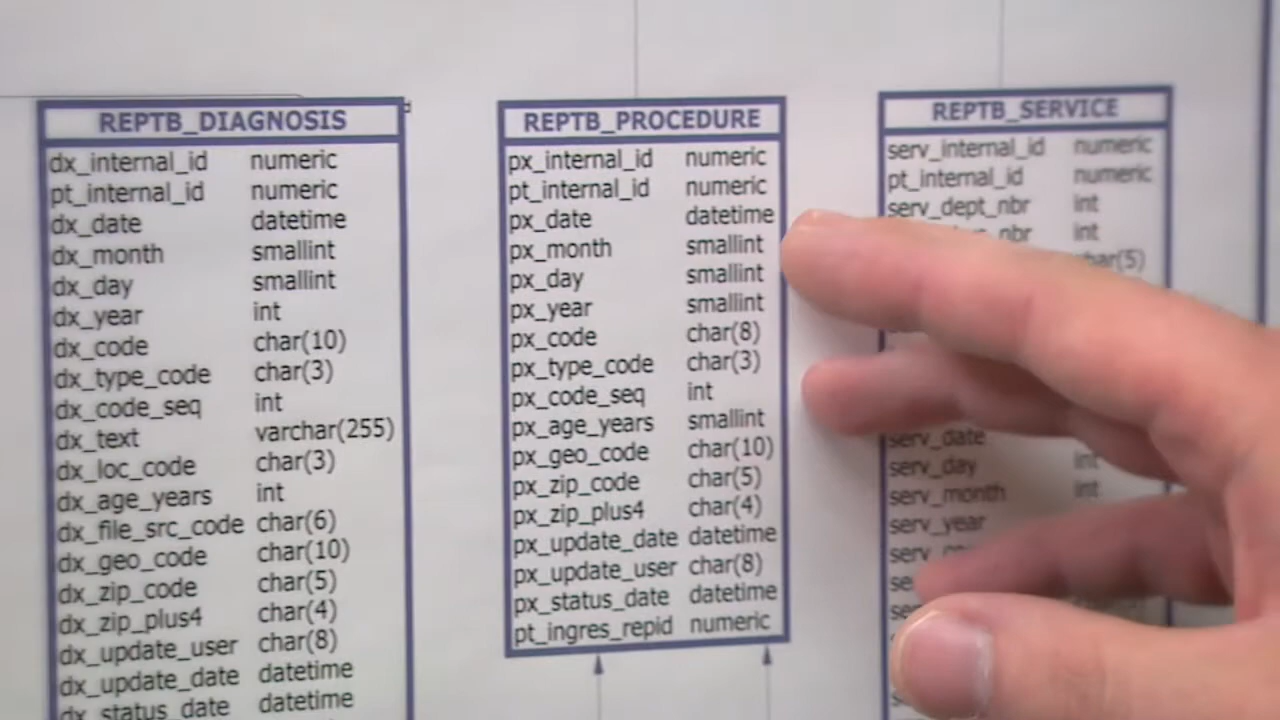 REPTB_DIAGNOSIS
dx_internal_id numeric
pt_internal_id numeric
dx_date datetime
dx_month smallint
dx_day smallint
dx_year int
dx_code char(10)
dx_type_code char(3)
dx_code_seq int
dx_text varchar(255)
dx_loc_code char(3)
dx_age_years int
dx_file_src_code char(6)
dx_geo_code char(10)
dx_zip_code char(5)
dx_zip_plus4 char(4)
dx_update_user char(8)
dx_update_date datetime
dx_status_date datetime
REPTB_PROCEDURE
px_internal_id numeric
pt_internal_id numeric
px_date datetime
px_month smallint
px_day smallint
px_year smallint
px_code char(8)
px_type_code char(3)
px_code_seq int
px_age_years smallint
px_geo_code char(10)
px_zip_code char(5)
px_zip_plus4 char(4)
px_update_date datetime
px_update_user char(8)
px_status_date datetime
pt_ingres_repid numeric
REPTB_SERVICE
serv_internal_id numeric
pt_internal_id numeric
serv_dept_nbr int
int
serv_date
serv_day int
serv_month int
serv_year